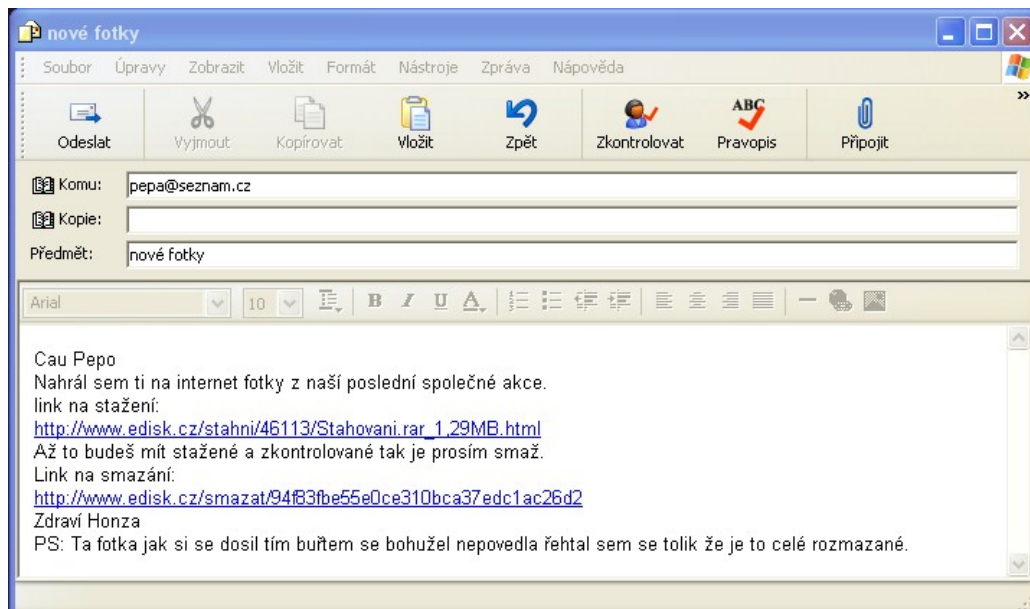 nové fotky
Soubor Úpravy Zobrazit Vložit Formát Nástroje Zpráva Nápověda
Odeslat Vyjmout Kopírovat Vložit Zpět Zkontrolovat Pravopis Připojit
Komu: pepa@seznam.cz
Kopie:
Předmět: nové fotky
Arial 10 B I U A
Cau Pepo
Nahrál sem ti na internet fotky z naší poslední společné akce.
link na stažení:
http://www.edisk.cz/stahni/46113/Stahovani.rar_1,29MB.html
Až to budeš mít stažené a zkontrolované tak je prosím smaž.
Link na smazání:
http://www.edisk.cz/smazat/94f83fbe55e0ce310bca37edc1ac26d2
Zdraví Honza
PS: Ta fotka jak si se dosil tím buřtem se bohužel nepovedla řehtal sem se tolik že je to celé rozmazané.